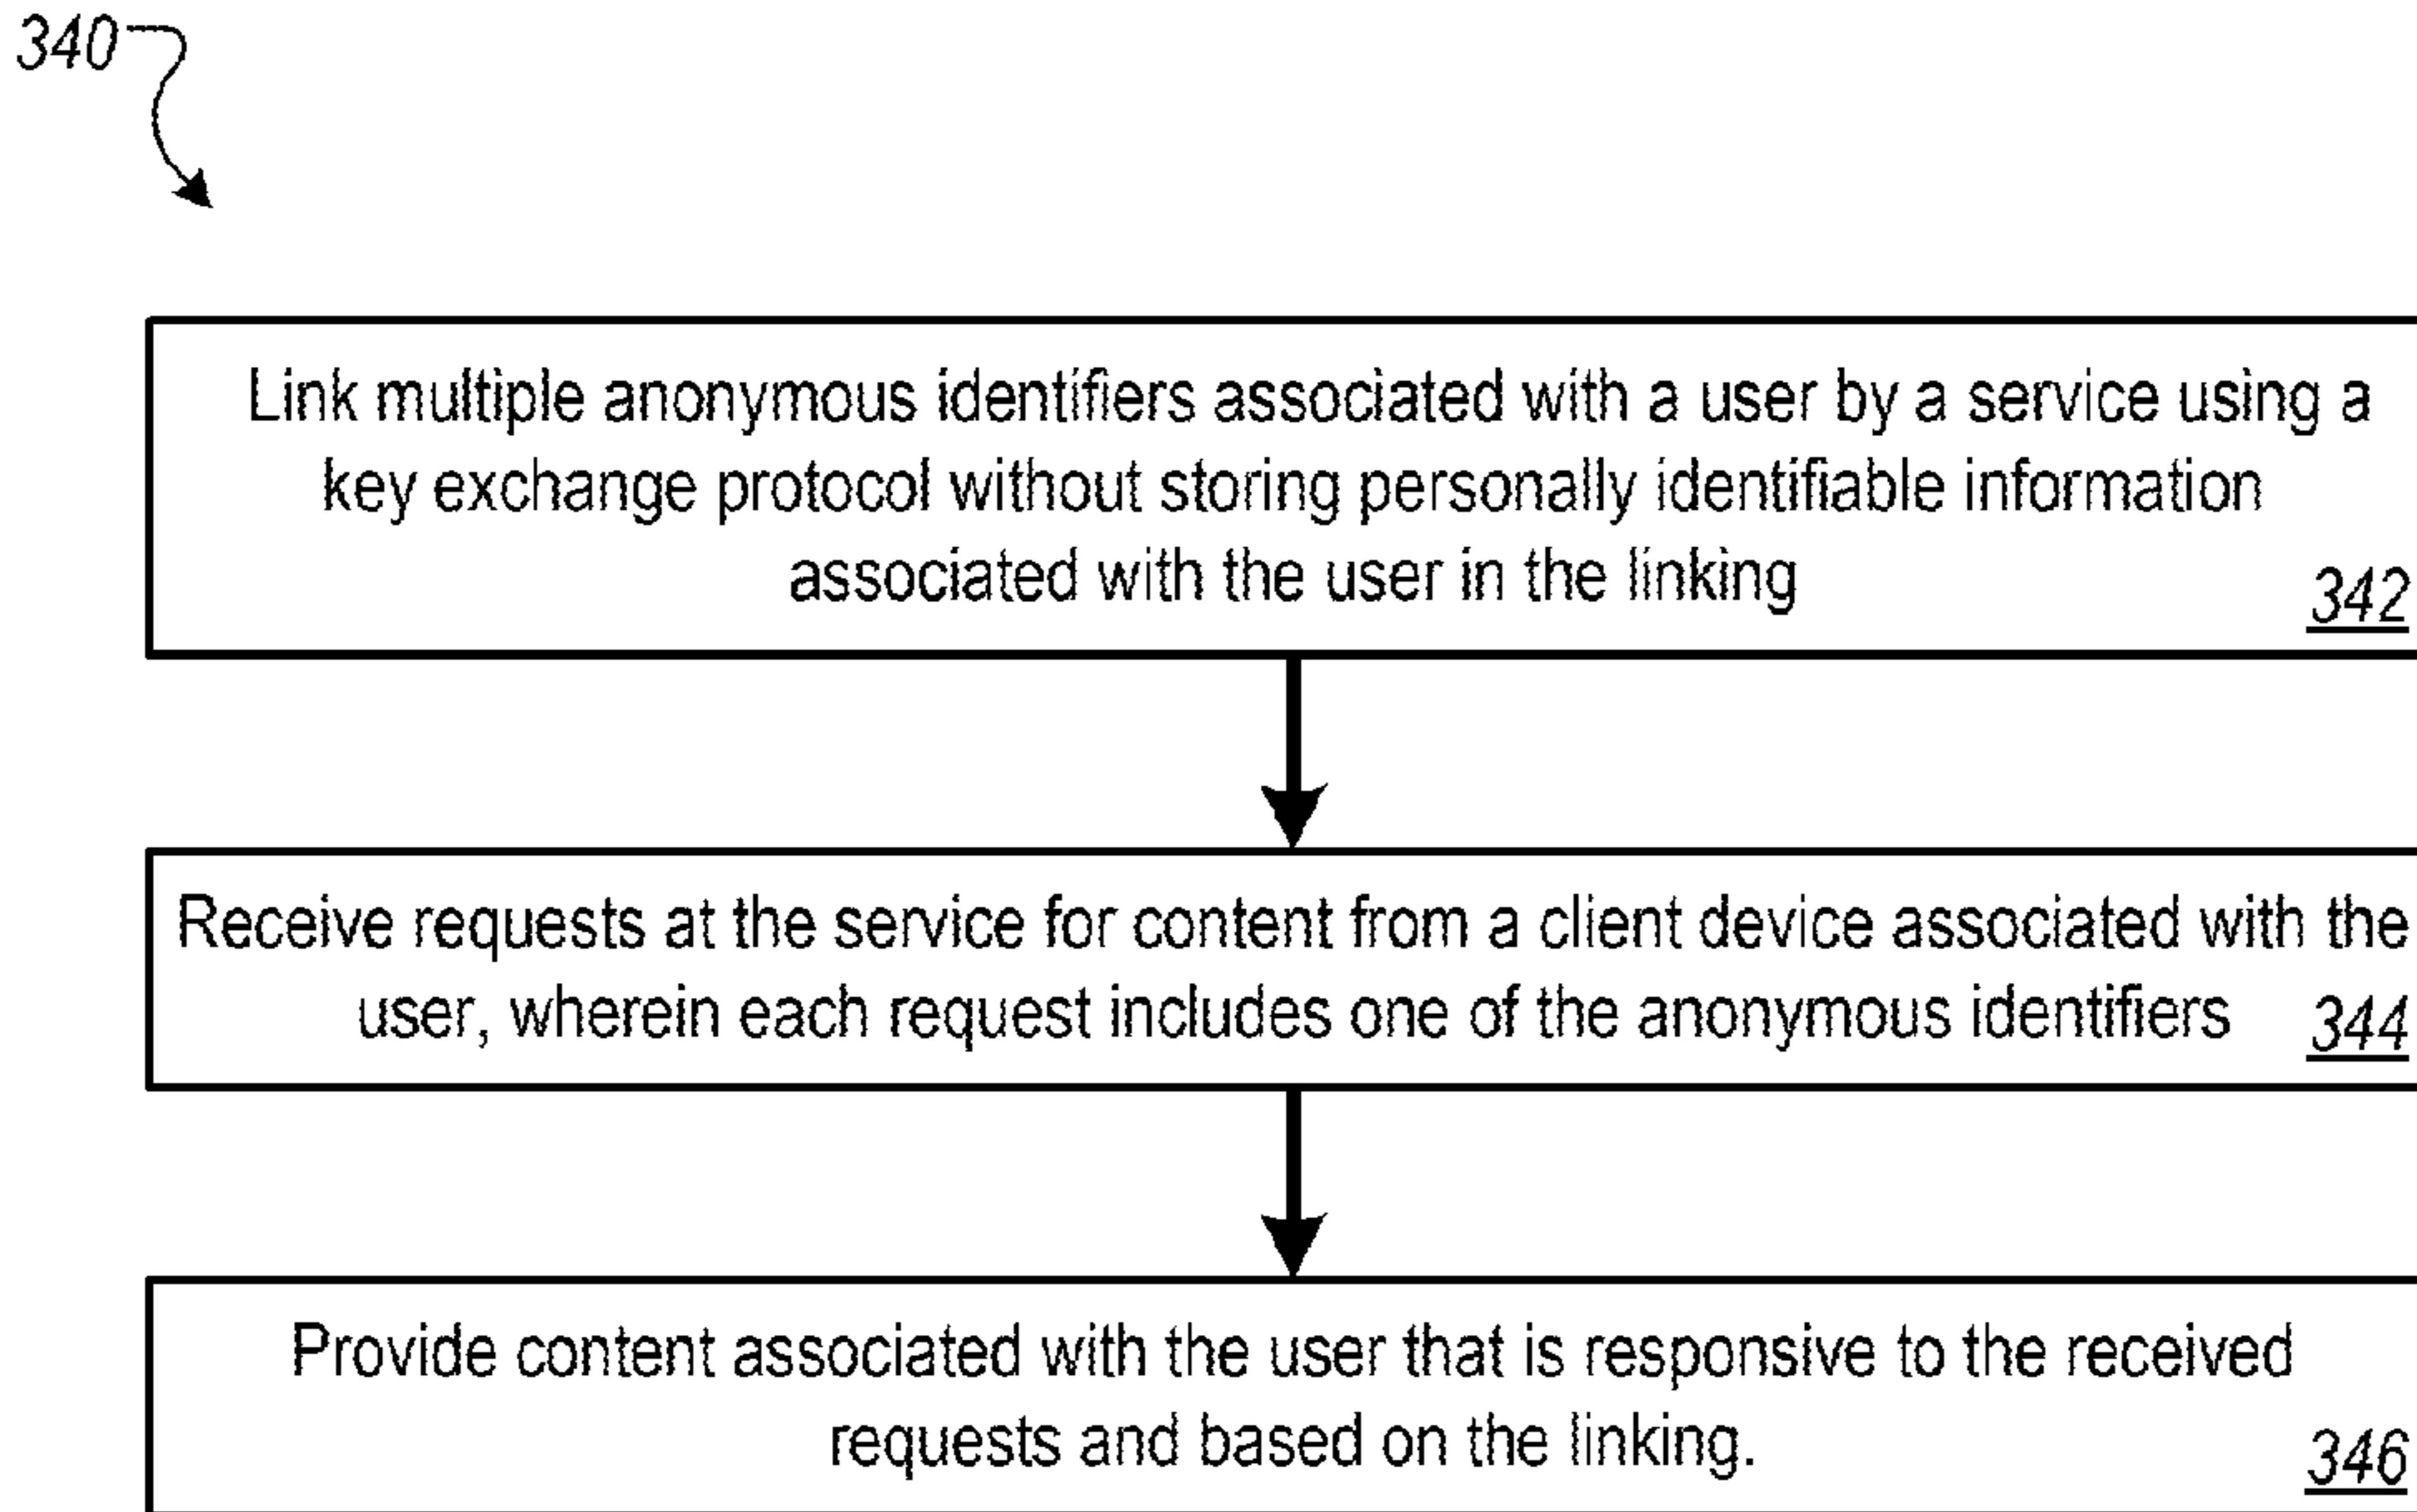 340
Link multiple anonymous identifiers associated with a user by a service using a
key exchange protocol without storing personally identifiable information
associated with the user in the linking
342
Receive requests at the service for content from a client device associated with the
user, wherein each request includes one of the anonymous identifiers
344
Provide content associated with the user that is responsive to the received
requests and based on the linking.
346